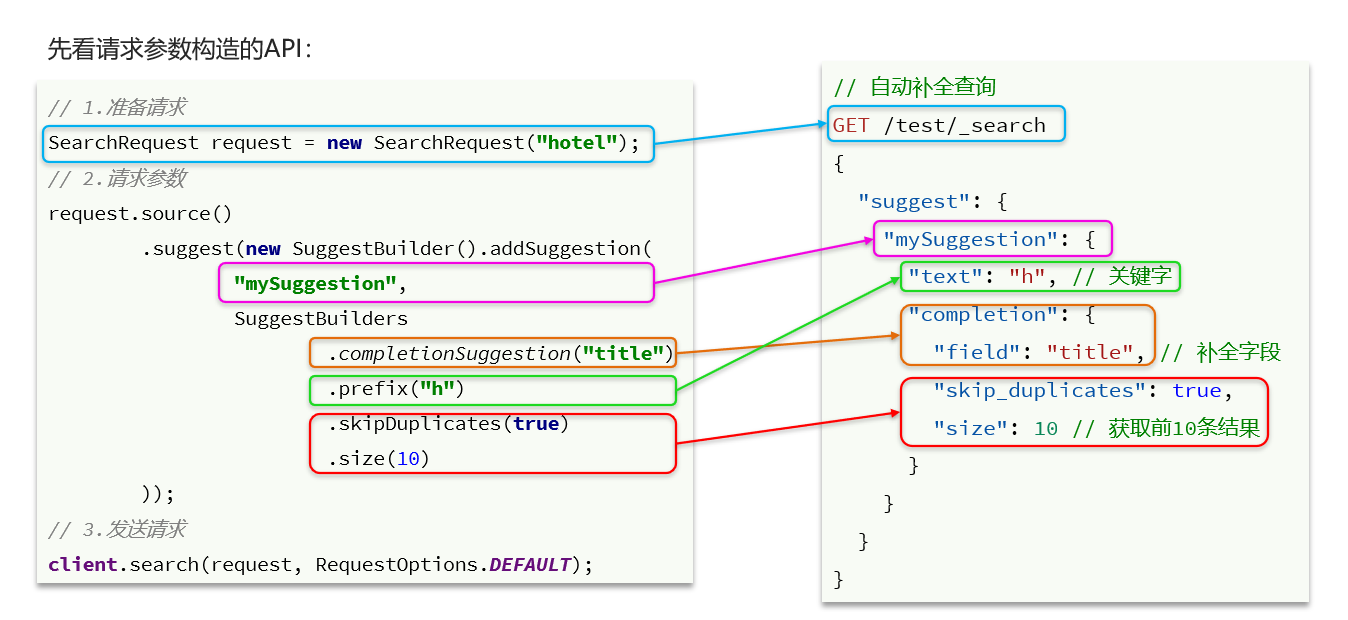 先看请求参数构造的API：
// 1.准备请求
SearchRequest request = new SearchRequest("hotel");
// 2.请求参数
request.source()
.suggest(new SuggestBuilder().addSuggestion(
"mySuggestion",
SuggestBuilders
.completionSuggestion("title")
.prefix("h")
.skipDuplicates(true)
.size(10)
));
// 3.发送请求
client.search(request, RequestOptions.DEFAULT);
// 自动补全查询
GET /test/_search
{
"suggest": {
"mySuggestion": {
"text": "h", // 关键字
"completion": {
"field": "title", // 补全字段
"skip_duplicates": true,
"size": 10 // 获取前10条结果
}
}
}
}